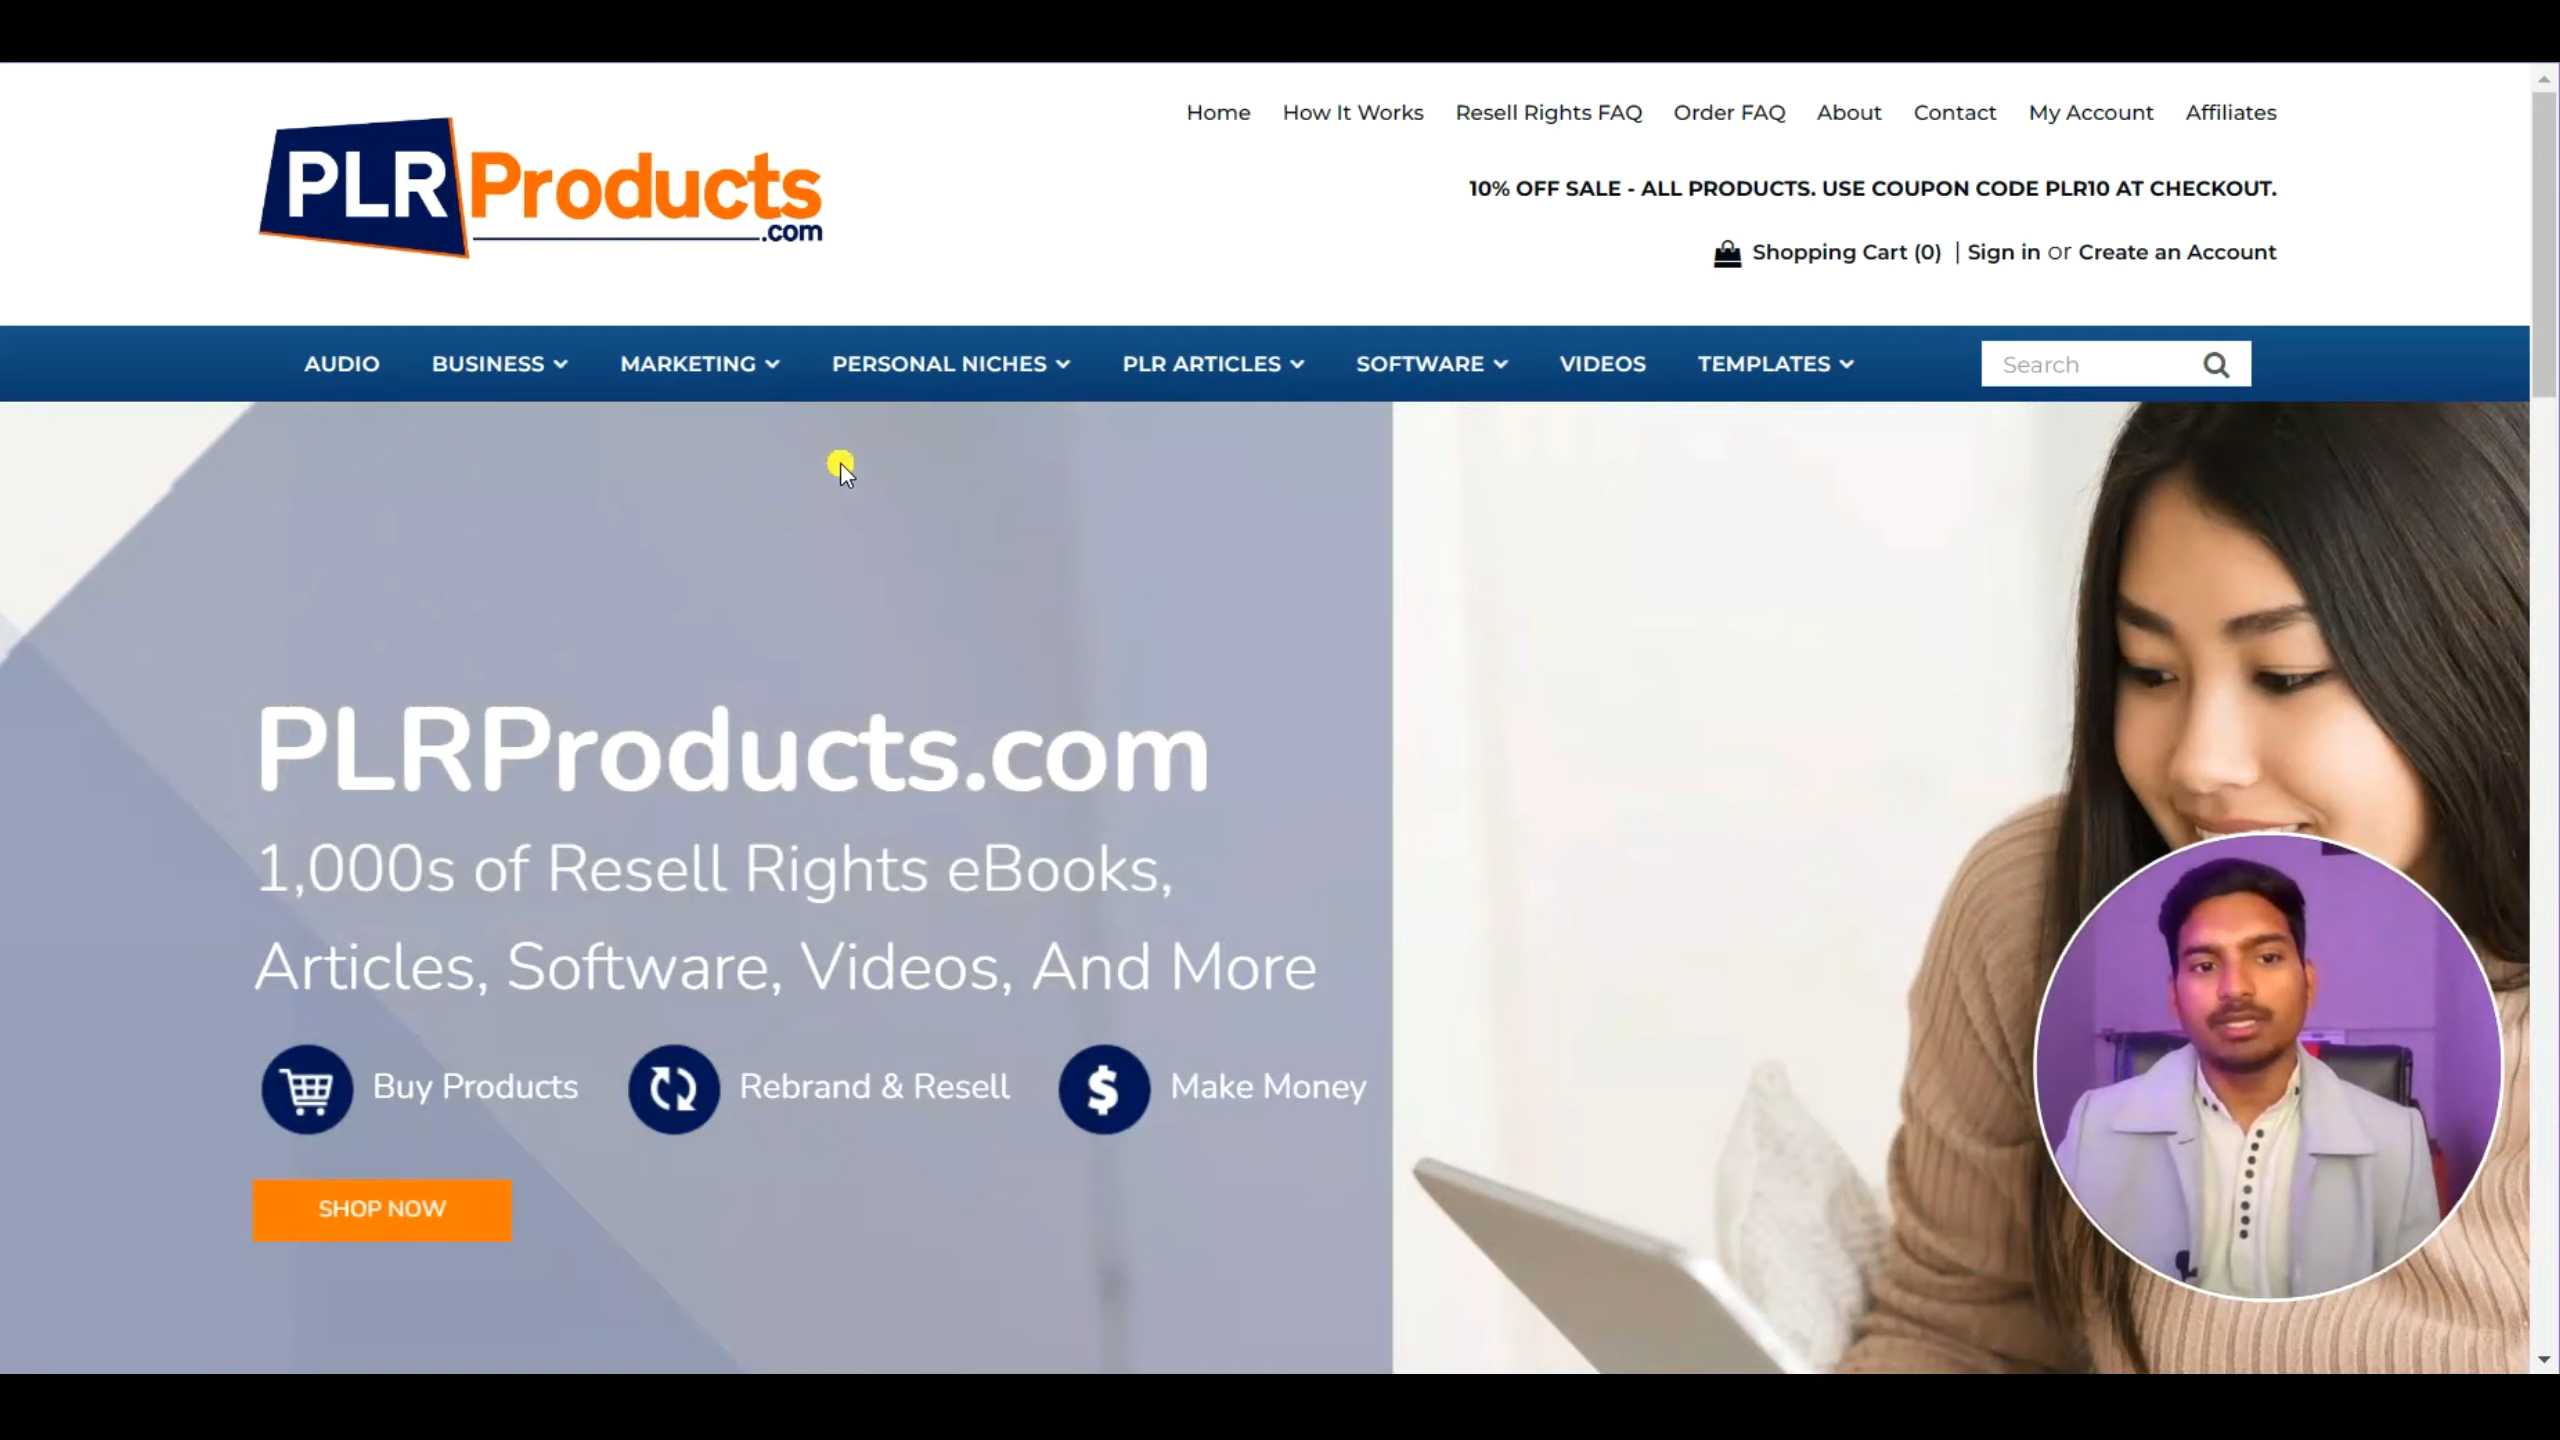 PLR Products
.com
Home How It Works Resell Rights FAQ Order FAQ About Contact My Account Affiliates
10% OFF SALE - ALL PRODUCTS. USE COUPON CODE PLR10 AT CHECKOUT.
Shopping Cart (0) | Sign in or Create an Account
AUDIO BUSINESS MARKETING PERSONAL NICHES PLR ARTICLES SOFTWARE VIDEOS TEMPLATES Search
PLRProducts.com
1,000s of Resell Rights eBooks,
Articles, Software, Videos, And More
Buy Products Rebrand & Resell $ Make Money
SHOP NOW